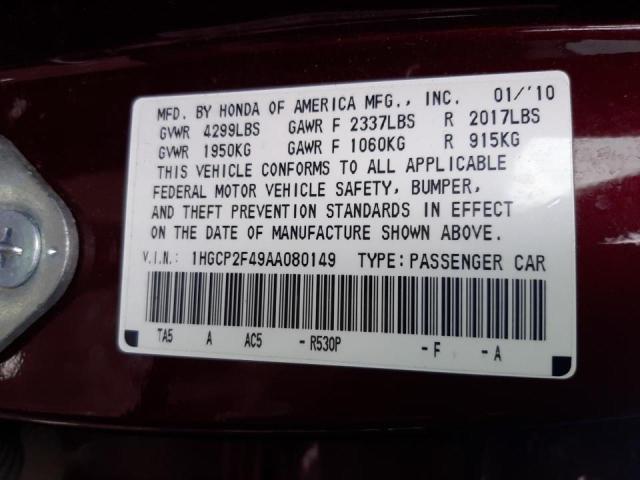 MFD. BY HONDA OF AMERICA MFG., INC. 01/'10
GVWR 4299LBS GAWR F 2337LBS R 2017LBS
GVWR 1950KG GAWR F 1060KG R 915KG
THIS VEHICLE CONFORMS TO ALL APPLICABLE
FEDERAL MOTOR VEHICLE SAFETY, BUMPER,
AND THEFT PREVENTION STANDARDS IN EFFECT
ON THE DATE OF MANUFACTURE SHOWN ABOVE.
V.I.N.: 1HGCP2F49AA080149 TYPE: PASSENGER CAR
TA5 A AC5 -R530P -F -A